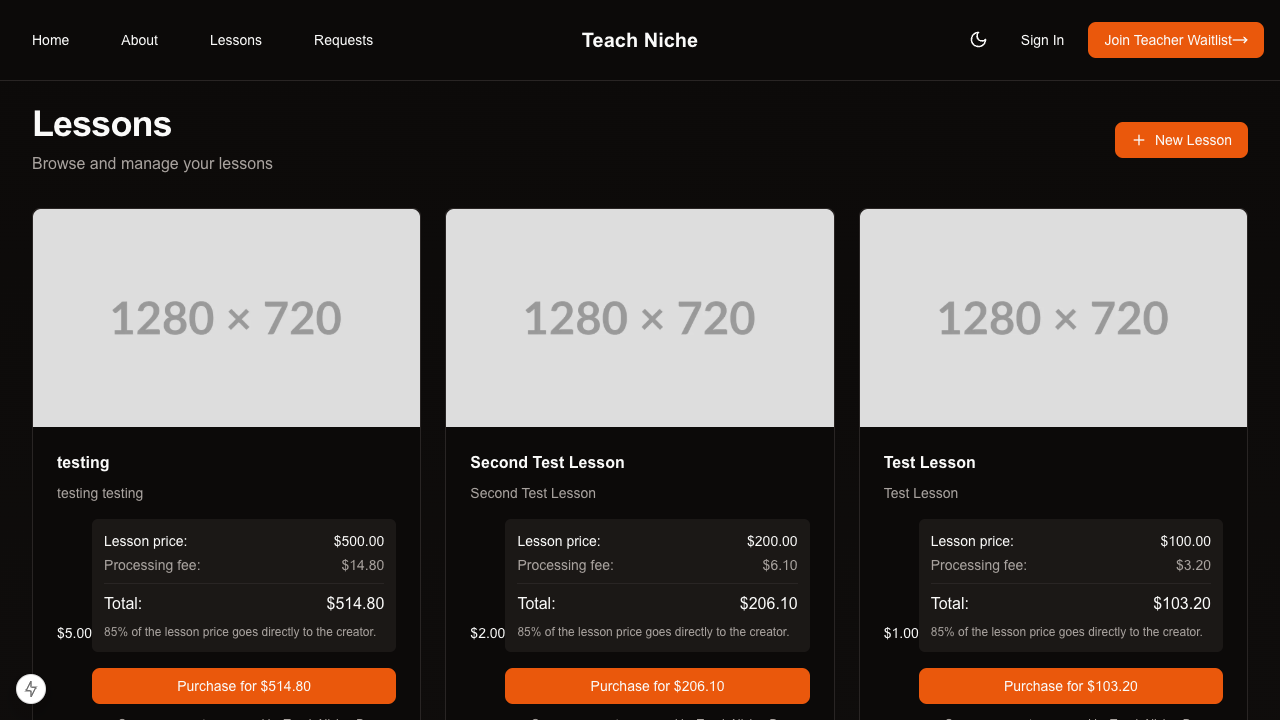 Home About Lessons Requests Teach Niche Sign In Join Teacher Waitlist→
Lessons
Browse and manage your lessons
+ New Lesson
1280 × 720
testing
testing testing
Lesson price: $500.00
Processing fee: $14.80
Total: $514.80
$5.00
85% of the lesson price goes directly to the creator.
Purchase for $514.80
1280 × 720
Second Test Lesson
Second Test Lesson
Lesson price: $200.00
Processing fee: $6.10
Total: $206.10
$2.00
85% of the lesson price goes directly to the creator.
Purchase for $206.10
1280 × 720
Test Lesson
Test Lesson
Lesson price: $100.00
Processing fee: $3.20
Total: $103.20
$1.00
85% of the lesson price goes directly to the creator.
Purchase for $103.20